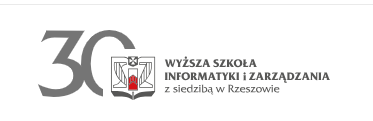 30
WYŻSZA SZKOŁA
INFORMATYKI i ZARZĄDZANIA
z siedzibą w Rzeszowie